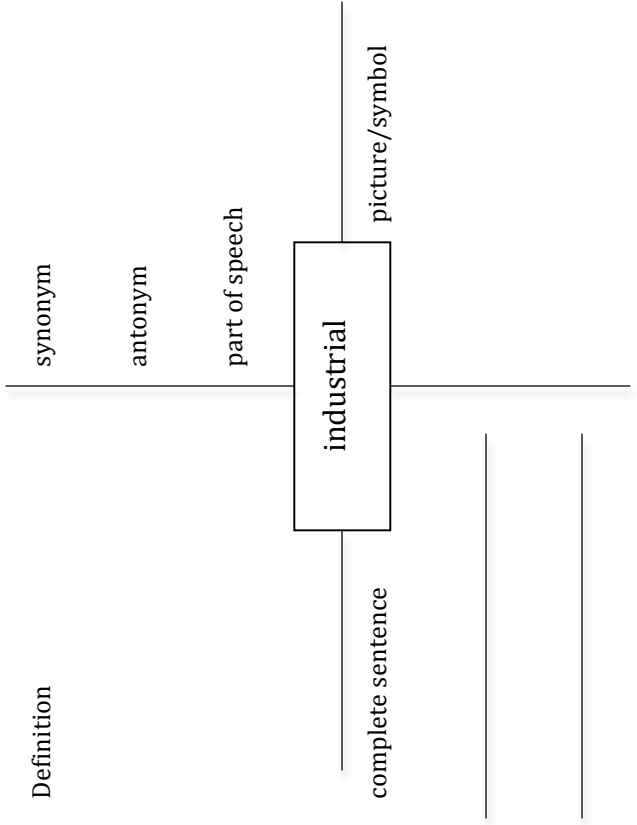 Definition
synonym
antonym
part of speech
industrial
complete sentence
picture/symbol